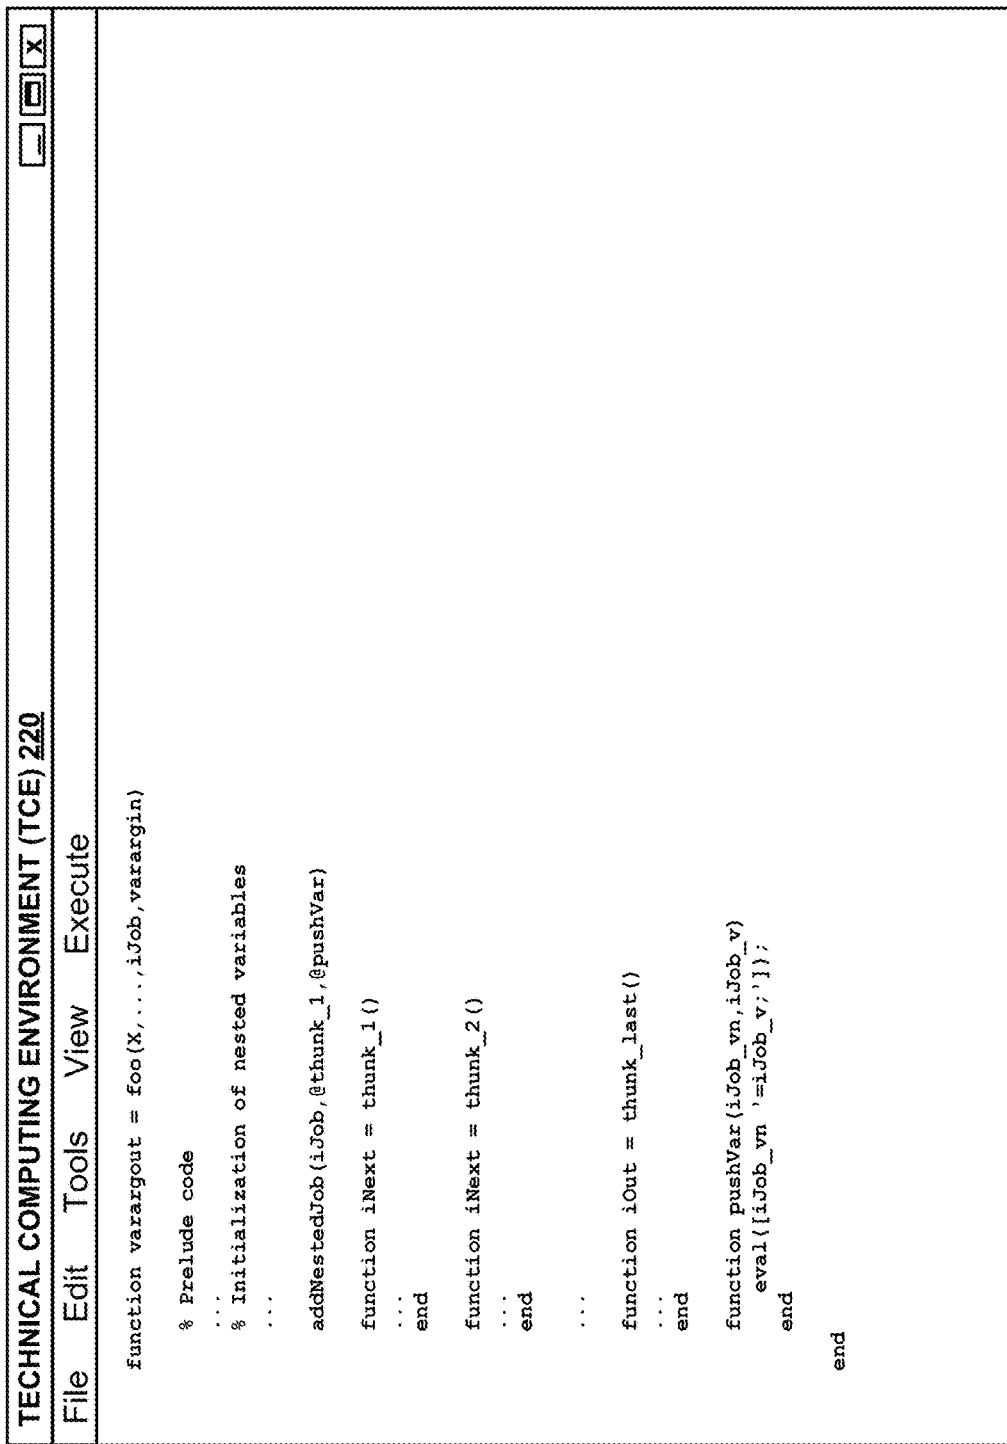 TECHNICAL COMPUTING ENVIRONMENT (TCE) 220
_ X
File Edit Tools View Execute
function varargout = foo(X,...,iJob,varargin)
% Prelude code
...
% Initialization of nested variables
...
addNestedJob(iJob,@thunk_1,@pushVar)
function iNext = thunk_1()
...
end
function iNext = thunk_2()
...
end
...
function iOut = thunk_last()
...
end
function pushVar(iJob_vn,iJob_v)
eval([iJob_vn '=iJob_v;']);
end
end